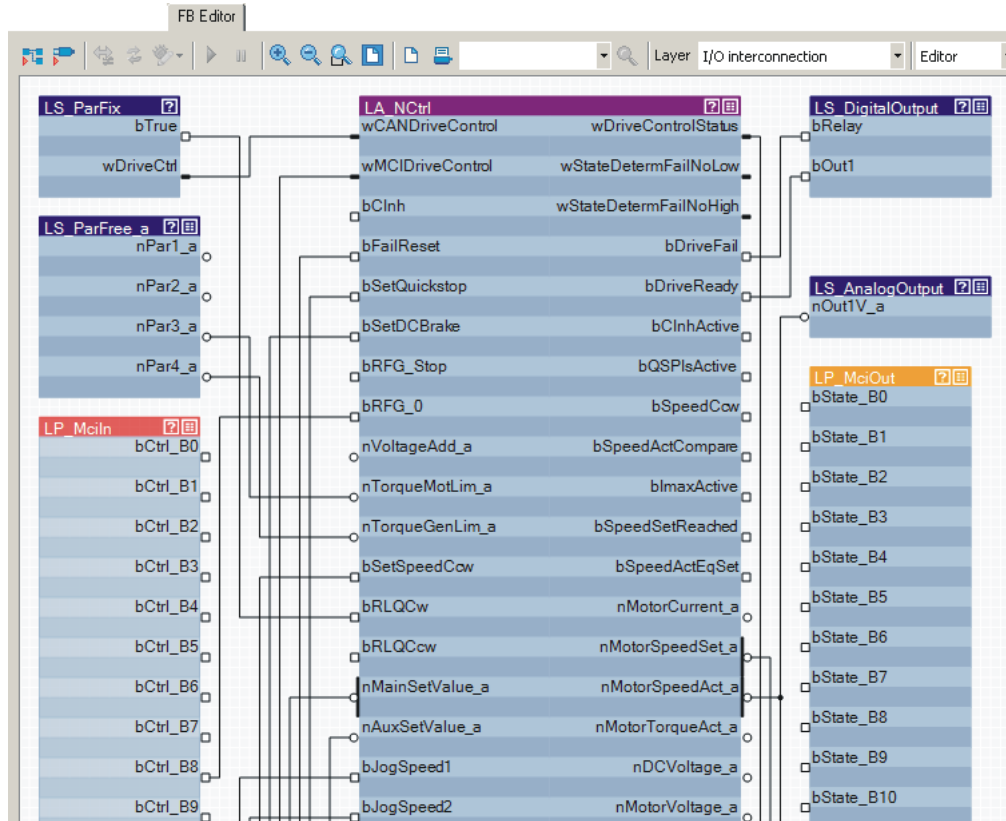 FB Editor
Layer I/O interconnection Editor
LS_ParFix
bTrue
wDriveCtrl
LS_ParFree_a
nPar1_a
nPar2_a
nPar3_a
nPar4_a
LP_MciIn
bCtrl_B0
bCtrl_B1
bCtrl_B2
bCtrl_B3
bCtrl_B4
bCtrl_B5
bCtrl_B6
bCtrl_B7
bCtrl_B8
bCtrl_B9
LA_NCtrl
wCANDriveControl wDriveControlStatus
wMCIDriveControl wStateDetermFailNoLow
bCInh wStateDetermFailNoHigh
bFailReset bDriveFail
bSetQuickstop bDriveReady
bSetDCBrake bCInhActive
bRFG_Stop bQSPIsActive
bRFG_0 bSpeedCcw
nVoltageAdd_a bSpeedActCompare
nTorqueMotLim_a bImaxActive
nTorqueGenLim_a bSpeedSetReached
bSetSpeedCcw bSpeedActEqSet
bRLQCw nMotorCurrent_a
bRLQCcw nMotorSpeedSet_a
nMainSetValue_a nMotorSpeedAct_a
nAuxSetValue_a nMotorTorqueAct_a
bJogSpeed1 nDCVoltage_a
bJogSpeed2 nMotorVoltage_a
LS_DigitalOutput
bRelay
bOut1
LS_AnalogOutput
nOut1V_a
LP_MciOut
bState_B0
bState_B1
bState_B2
bState_B3
bState_B4
bState_B5
bState_B6
bState_B7
bState_B8
bState_B9
bState_B10